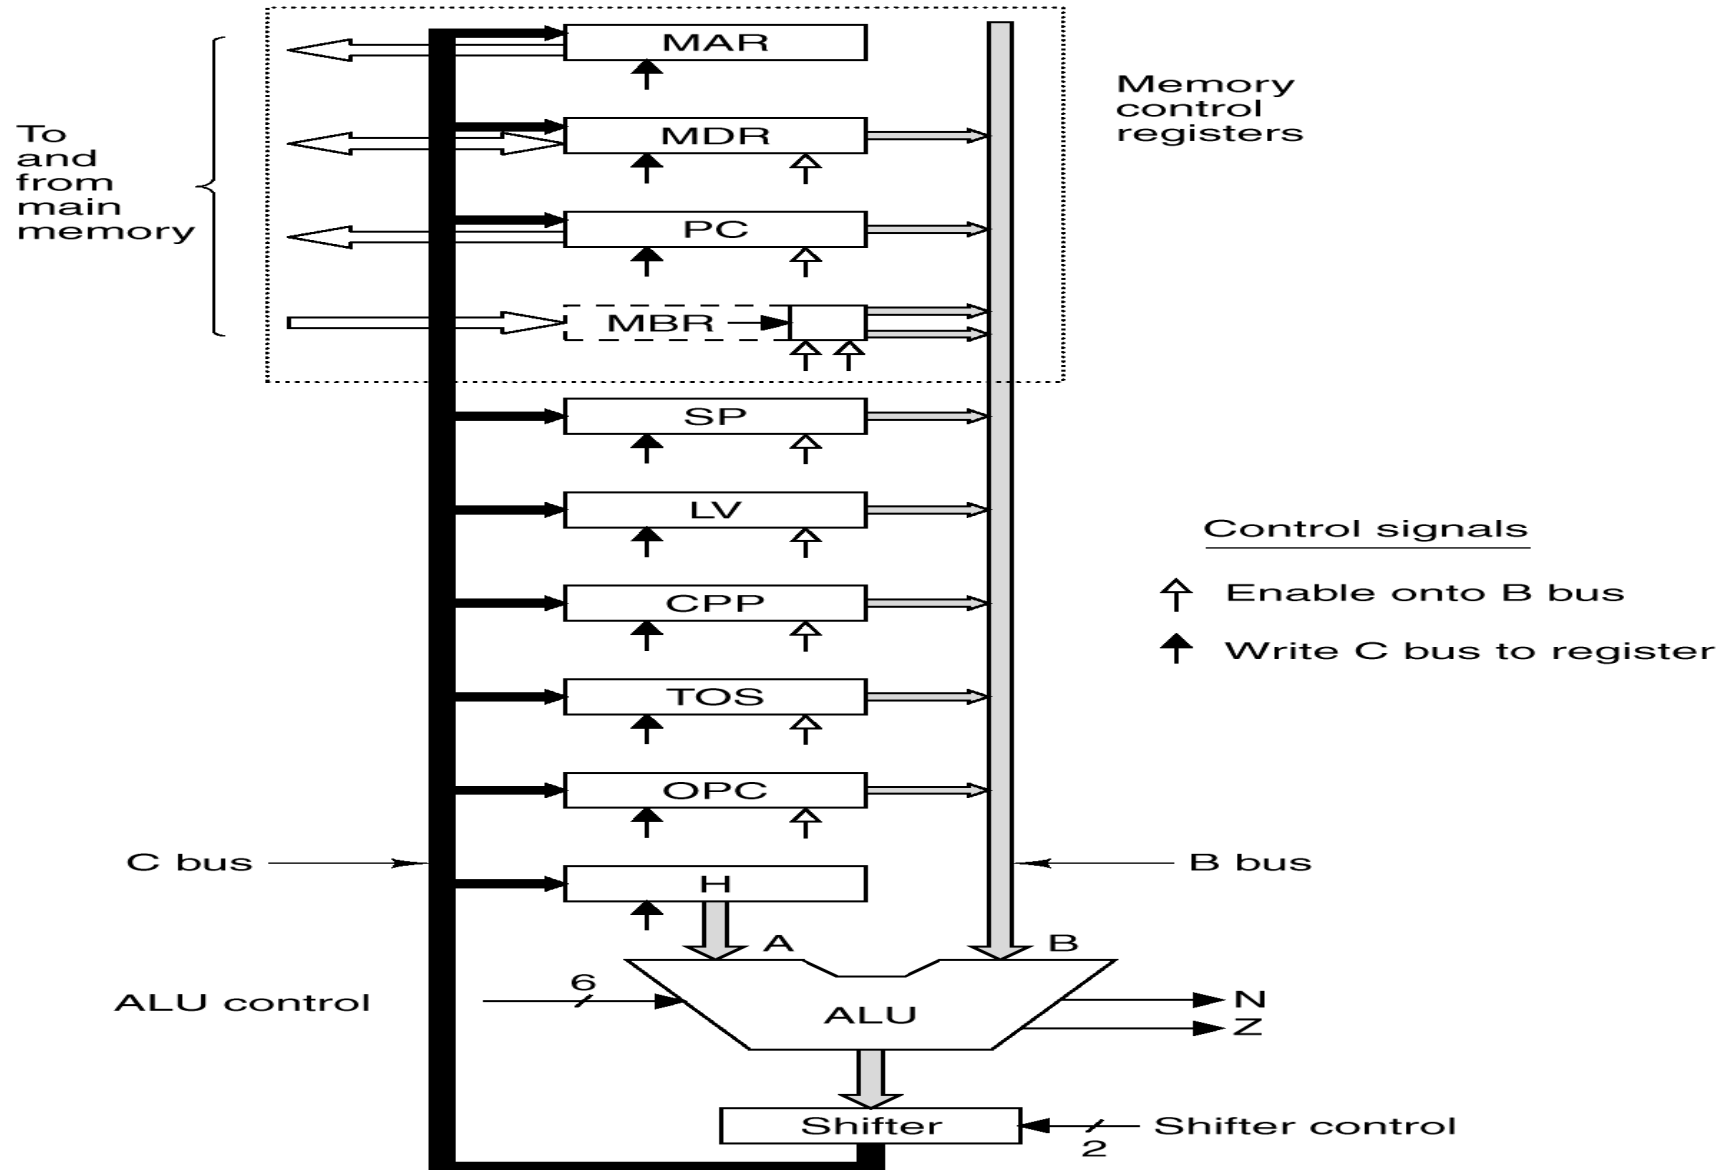 MAR
Memory
control
registers
To
and
from
main
memory
MDR
PC
MBR
SP
LV
Control signals
Enable onto B bus
Write C bus to register
CPP
TOS
OPC
C bus
B bus
H
A
B
ALU control
6
ALU
N
Z
Shifter
Shifter control
2